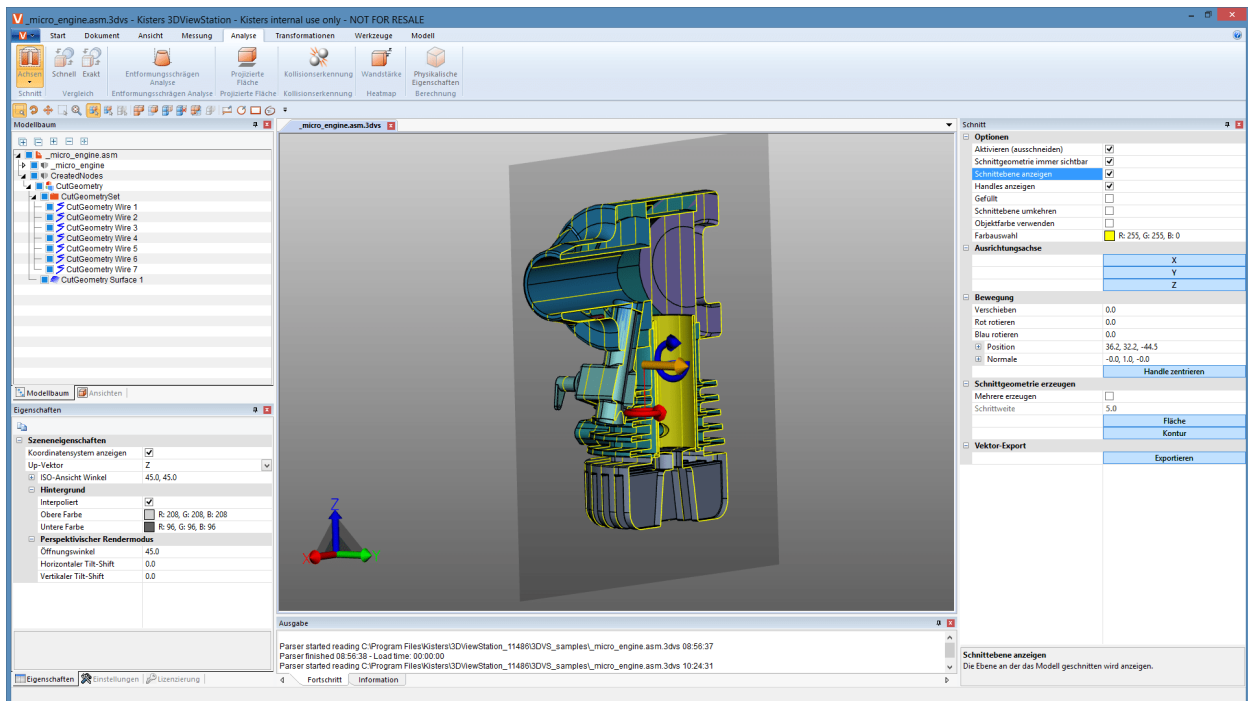 _micro_engine.asm.3dvs - Kisters 3DViewStation - Kisters internal use only - NOT FOR RESALE
Start Dokument Ansicht Messung Analyse Transformationen Werkzeuge Modell
Achsen Schnell Exakt Entformungsschrägen Analyse Projizierte Fläche Kollisionserkennung Wandstärke Physikalische Eigenschaften
Schnitt Vergleich Entformungsschrägen Analyse Projizierte Fläche Kollisionserkennung Heatmap Berechnung
Modellbaum
_micro_engine.asm
_micro_engine
CreatedNodes
CutGeometry
CutGeometrySet
CutGeometry Wire 1
CutGeometry Wire 2
CutGeometry Wire 3
CutGeometry Wire 4
CutGeometry Wire 5
CutGeometry Wire 6
CutGeometry Wire 7
CutGeometry Surface 1
Modellbaum Ansichten
Eigenschaften
Szeneneigenschaften
Koordinatensystem anzeigen
Up-Vektor Z
ISO-Ansicht Winkel 45.0, 45.0
Hintergrund
Interpoliert
Obere Farbe R: 208, G: 208, B: 208
Untere Farbe R: 96, G: 96, B: 96
Perspektivischer Rendermodus
Öffnungswinkel 45.0
Horizontaler Tilt-Shift 0.0
Vertikaler Tilt-Shift 0.0
Eigenschaften Einstellungen Lizenzierung
_micro_engine.asm.3dvs
Z
X
Y
Ausgabe
Parser started reading C:\Program Files\Kisters\3DViewStation_11486\3DVS_samples\_micro_engine.asm.3dvs 08:56:37
Parser finished 08:56:38 - Load time: 00:00:00
Parser started reading C:\Program Files\Kisters\3DViewStation_11486\3DVS_samples\_micro_engine.asm.3dvs 10:24:31
Fortschritt Information
Schnitt
Optionen
Aktivieren (ausschneiden)
Schnittgeometrie immer sichtbar
Schnittebene anzeigen
Handles anzeigen
Gefüllt
Schnittebene umkehren
Objektfarbe verwenden
Farbauswahl R: 255, G: 255, B: 0
Ausrichtungsachse
X
Y
Z
Bewegung
Verschieben 0.0
Rot rotieren 0.0
Blau rotieren 0.0
Position 36.2, 32.2, -44.5
Normale -0.0, 1.0, -0.0
Handle zentrieren
Schnittgeometrie erzeugen
Mehrere erzeugen
Schrittweite 5.0
Fläche
Kontur
Vektor-Export
Exportieren
Schnittebene anzeigen
Die Ebene an der das Modell geschnitten wird anzeigen.